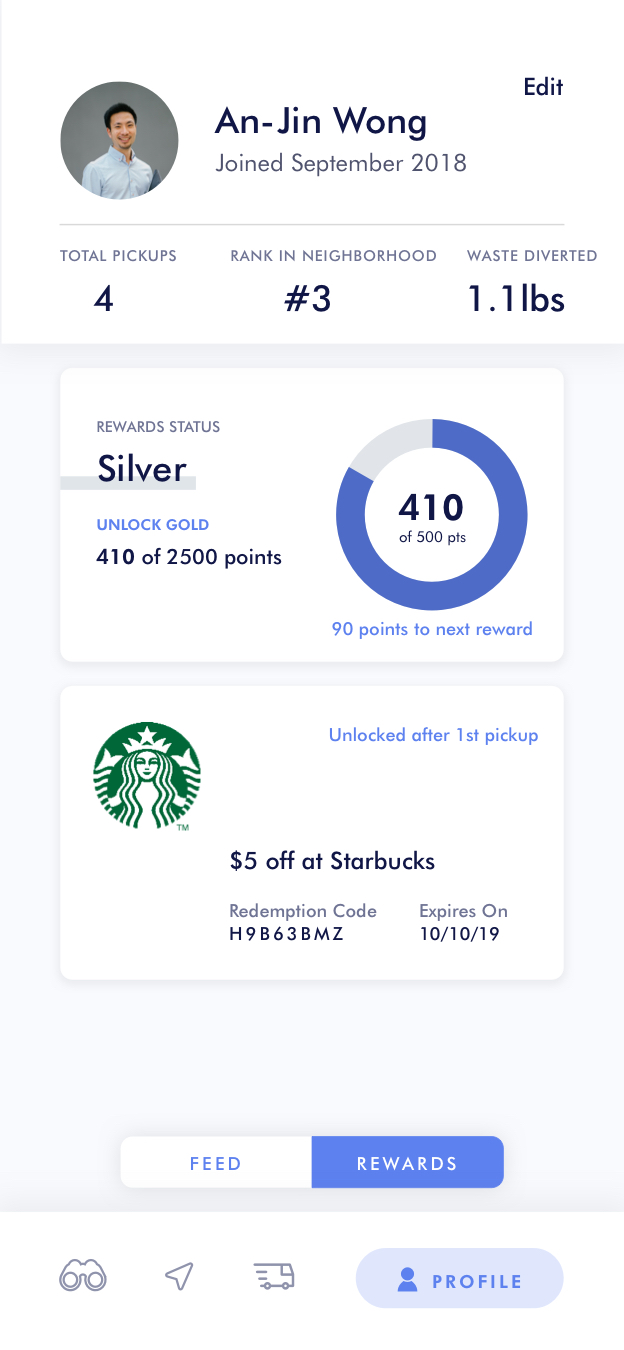 Edit
An-Jin Wong
Joined September 2018
TOTAL PICKUPS
4
RANK IN NEIGHBORHOOD
#3
WASTE DIVERTED
1.1lbs
REWARDS STATUS
Silver
UNLOCK GOLD
410 of 2500 points
410
of 500 pts
90 points to next reward
TM
Unlocked after 1st pickup
$5 off at Starbucks
Redemption Code
H9B63BMZ
Expires On
10/10/19
FEED
REWARDS
PROFILE